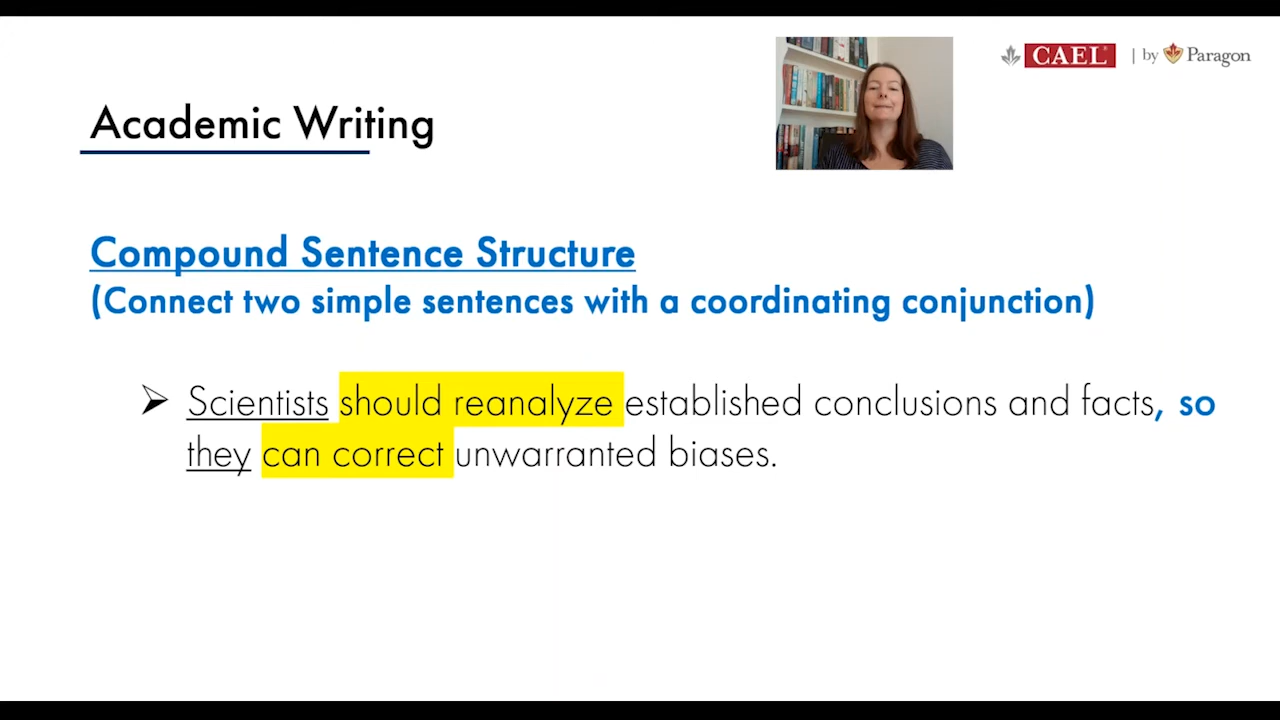 CAEL | by Paragon
Academic Writing
Compound Sentence Structure
(Connect two simple sentences with a coordinating conjunction)
Scientists should reanalyze established conclusions and facts, so
they can correct unwarranted biases.